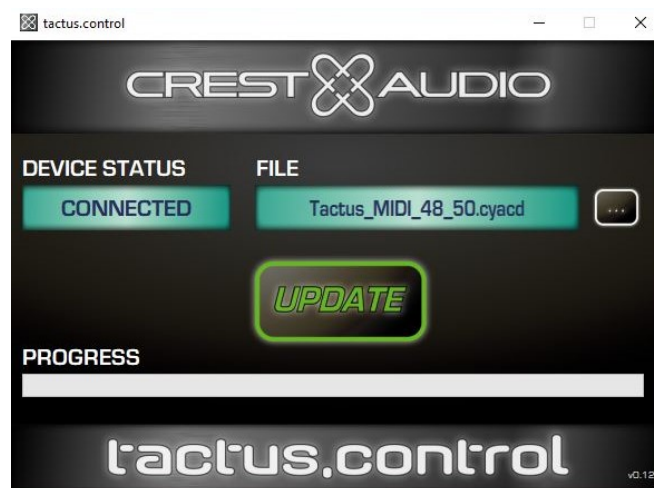 tactus.control
CREST AUDIO
DEVICE STATUS FILE
CONNECTED Tactus_MIDI_48_50.cyacd ...
UPDATE
PROGRESS
tactus.control
v0.12